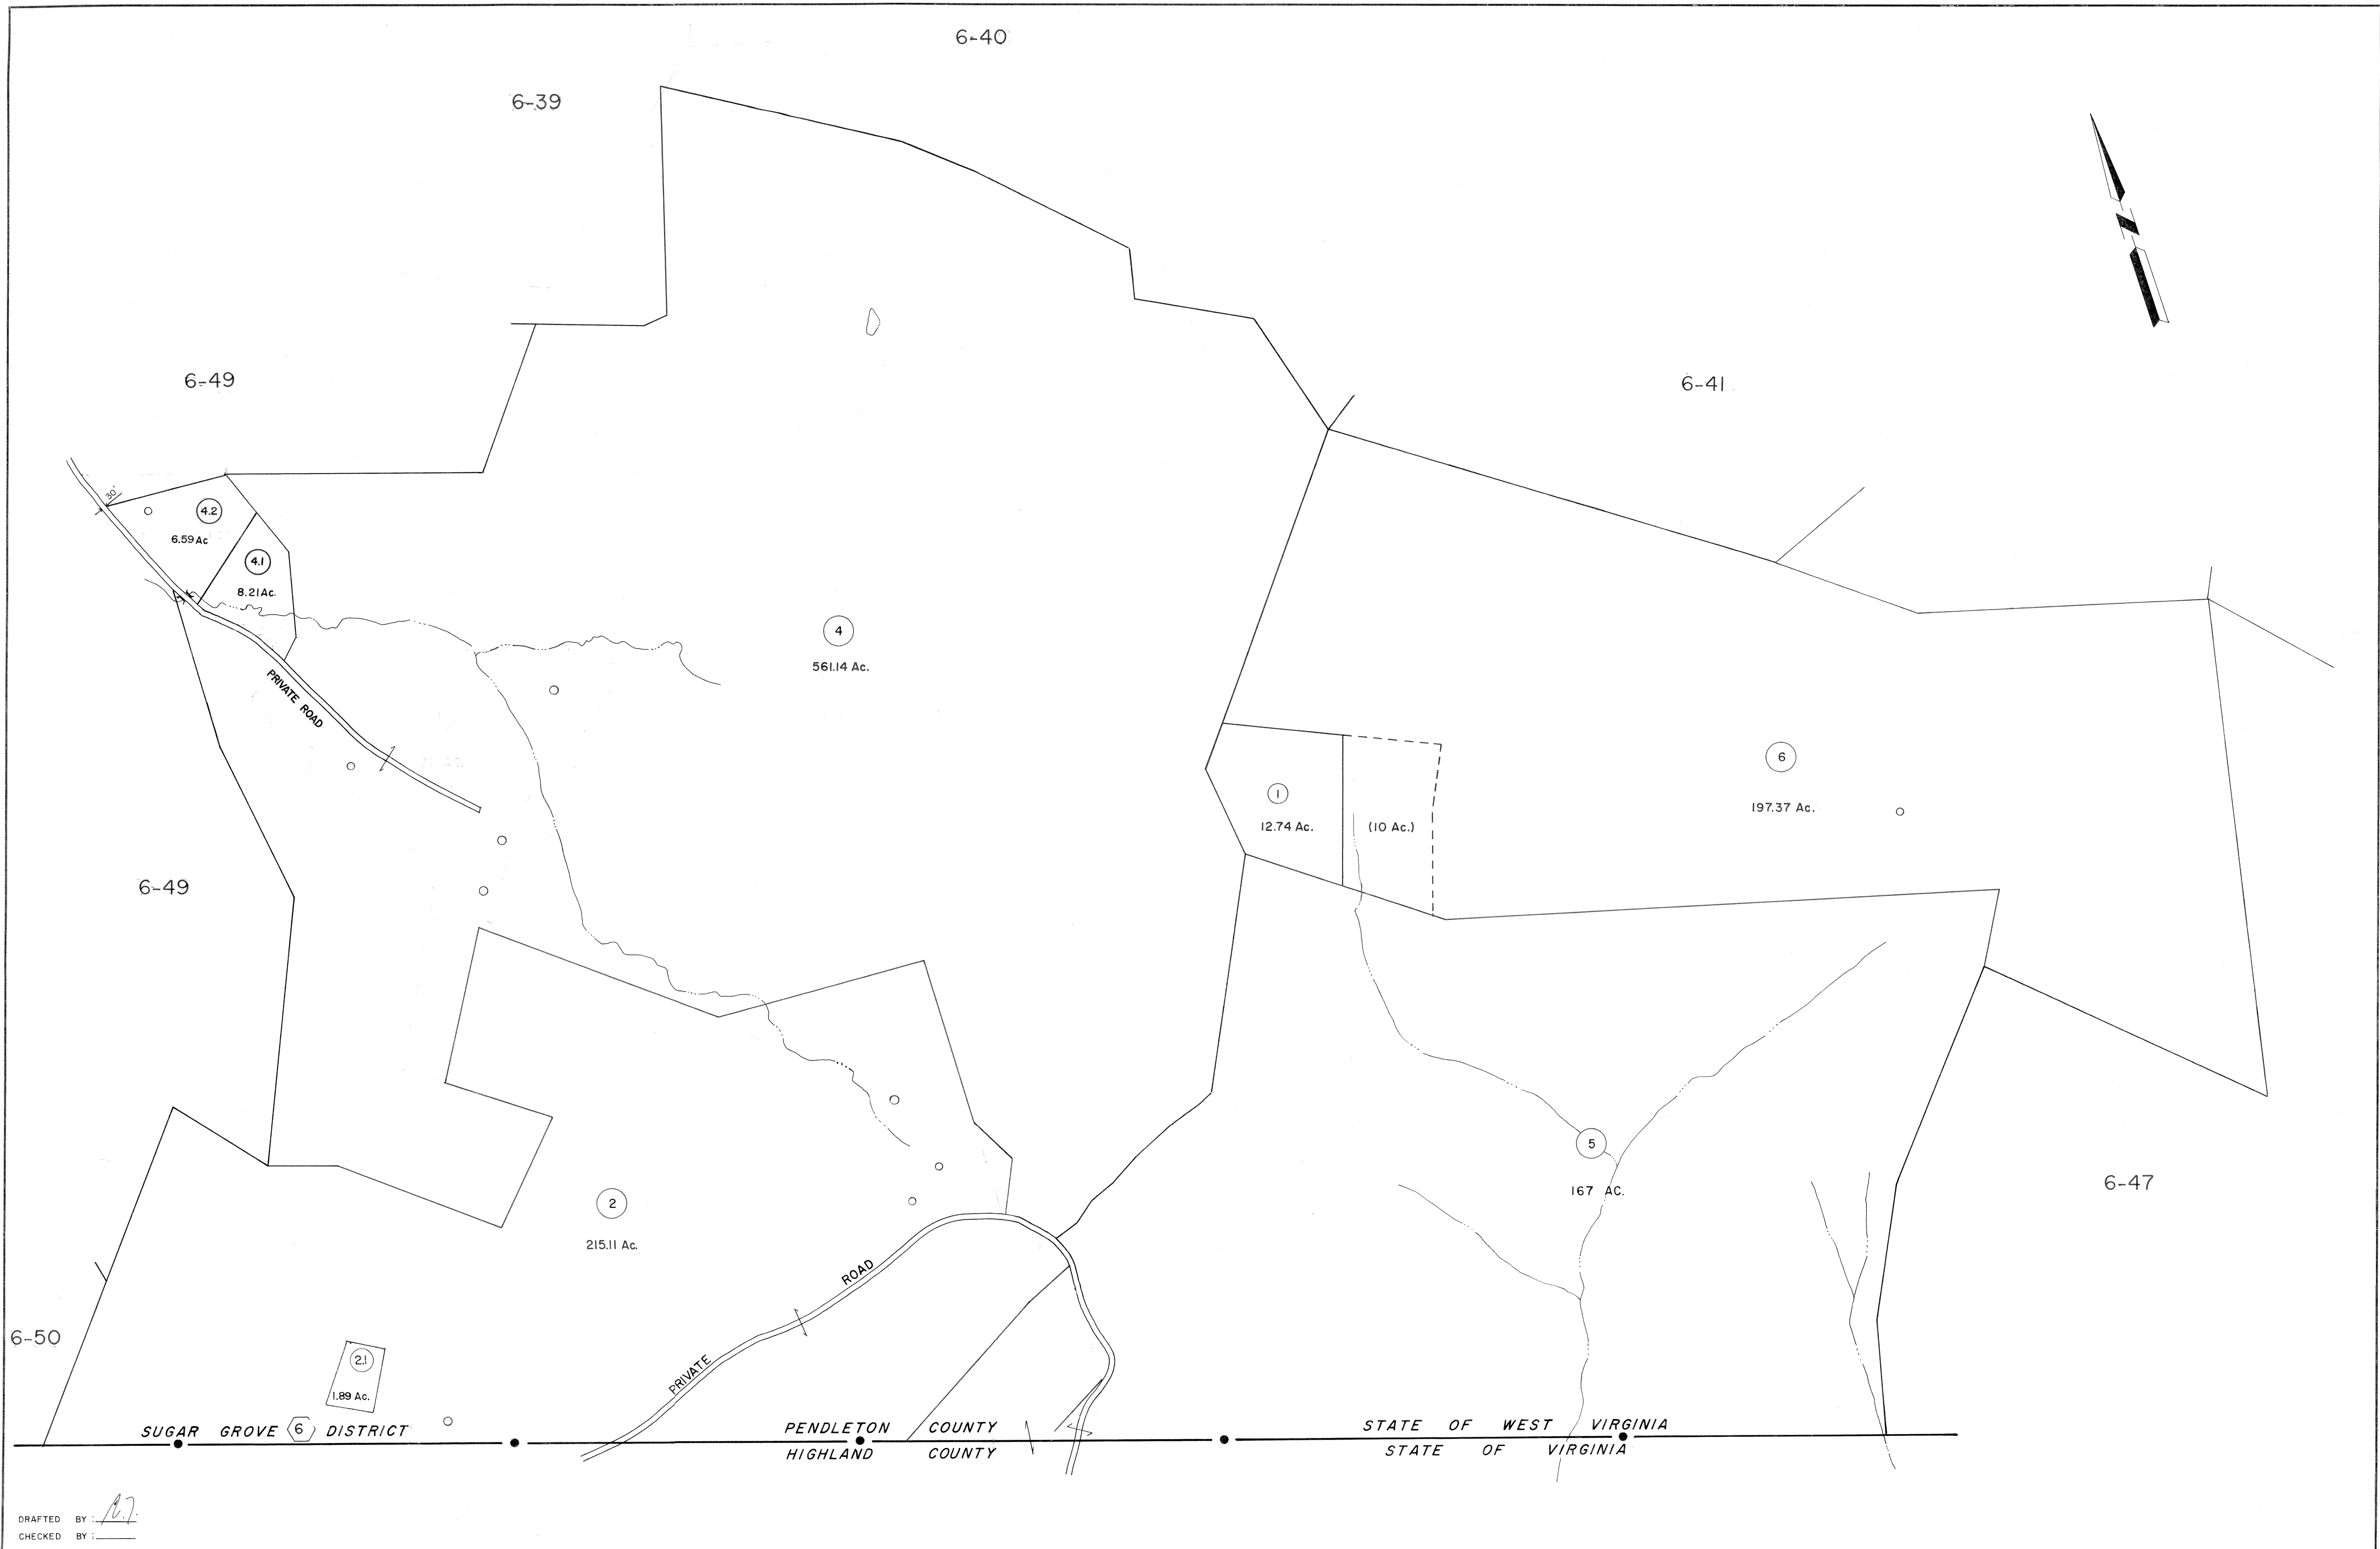 6-40
6-39
6-49
6-41
30'
4.2
6.59 Ac
4.1
8.21 Ac.
4
561.14 Ac.
PRIVATE ROAD
6
197.37 Ac.
1
12.74 Ac.
(10 Ac.)
6-49
5
167 AC.
6-47
2
215.11 Ac.
PRIVATE ROAD
6-50
2.1
1.89 Ac.
SUGAR GROVE 6 DISTRICT
PENDLETON COUNTY
STATE OF WEST VIRGINIA
HIGHLAND COUNTY
STATE OF VIRGINIA
DRAFTED BY :
CHECKED BY :